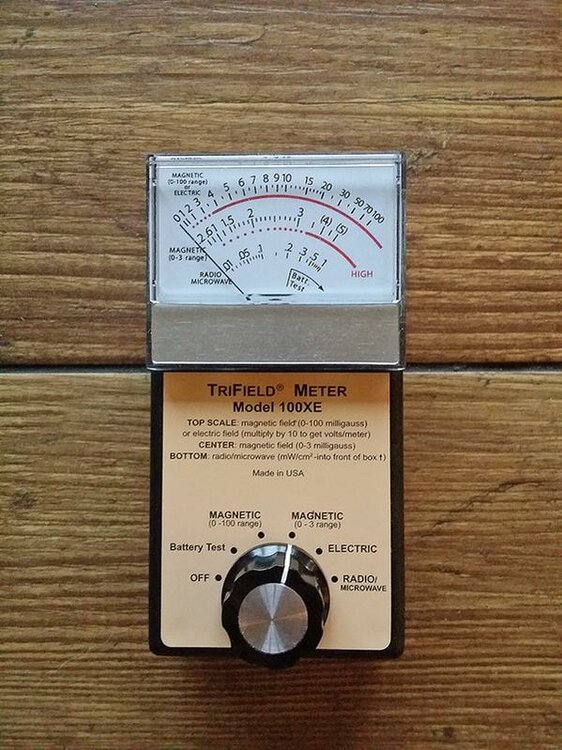 MAGNETIC
(0-100 range)
or
ELECTRIC
0 1 2 3 4 5 6 7 8 9 10 15 20 30 50 70 100
.2 .6 1 1.5 2 3 (4) (5)
MAGNETIC
(0-3 range)
.01 .05 .1 .2 .3 .5 1
HIGH
RADIO
MICROWAVE
Batt.
Test
TRIFIELD® METER
Model 100XE
TOP SCALE: magnetic field (0-100 milligauss)
or electric field (multiply by 10 to get volts/meter)
CENTER: magnetic field (0-3 milligauss)
BOTTOM: radio/microwave (mW/cm²-into front of box ↑)
Made in USA
MAGNETIC
(0 -100 range)
MAGNETIC
(0 - 3 range)
Battery Test
ELECTRIC
OFF
RADIO/
MICROWAVE